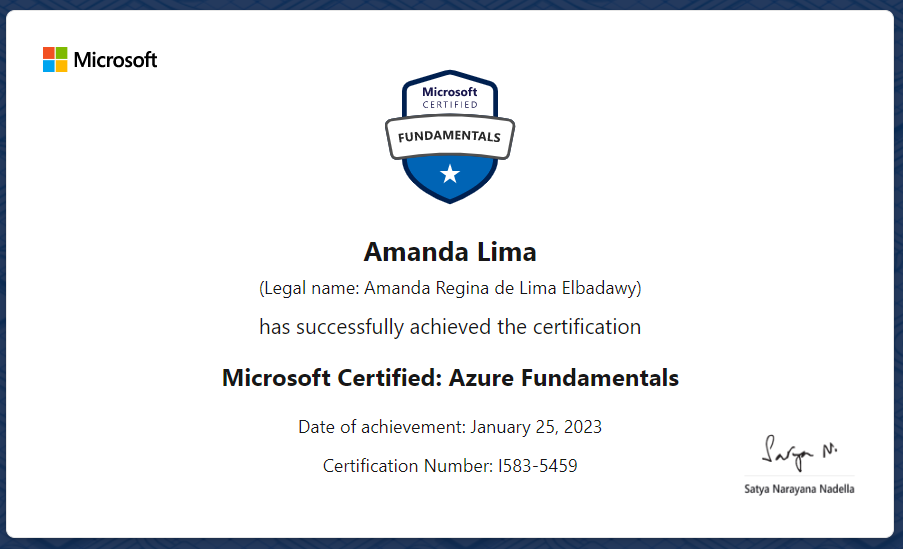 Microsoft
Microsoft
CERTIFIED
FUNDAMENTALS
Amanda Lima
(Legal name: Amanda Regina de Lima Elbadawy)
has successfully achieved the certification
Microsoft Certified: Azure Fundamentals
Date of achievement: January 25, 2023
Certification Number: I583-5459
Satya N.
Satya Narayana Nadella